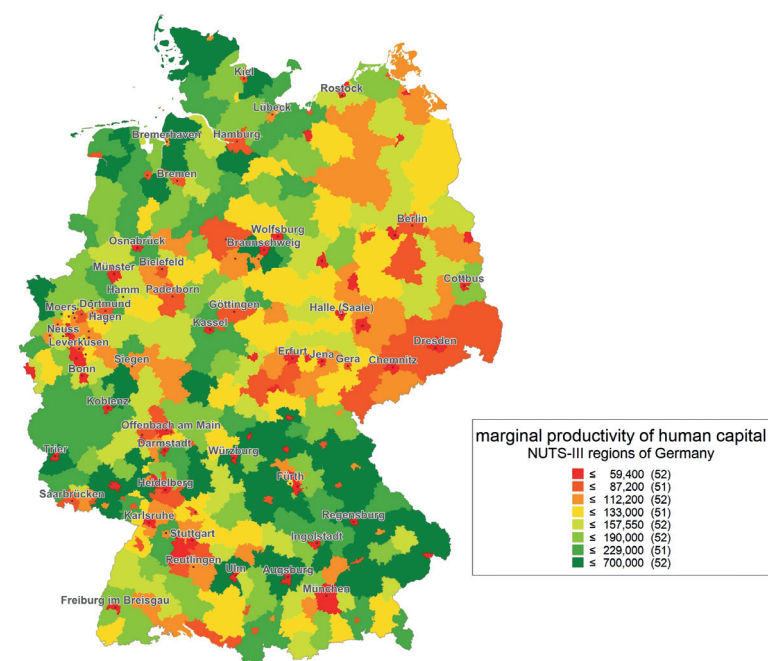 Kiel
Rostock
Lübeck
Bremerhaven Hamburg
Bremen
Berlin
Wolfsburg
Osnabrück
Braunschweig
Münster Bielefeld
Cottbus
Hamm Paderborn
Moers Dortmund
Göttingen
Halle (Saale)
Hagen
Kassel
Neuss
Leverkusen
Dresden
Erfurt Jena Gera Chemnitz
Siegen
Bonn
Koblenz
Offenbach am Main
Darmstadt
Trier
Würzburg
Fürth
Heidelberg
Saarbrücken
Karlsruhe
Regensburg
Stuttgart
Ingolstadt
Reutlingen
Ulm Augsburg
München
Freiburg im Breisgau
marginal productivity of human capital
NUTS-III regions of Germany
≤ 59,400 (52)
≤ 87,200 (51)
≤ 112,200 (52)
≤ 133,000 (51)
≤ 157,550 (52)
≤ 190,000 (52)
≤ 229,000 (51)
≤ 700,000 (52)